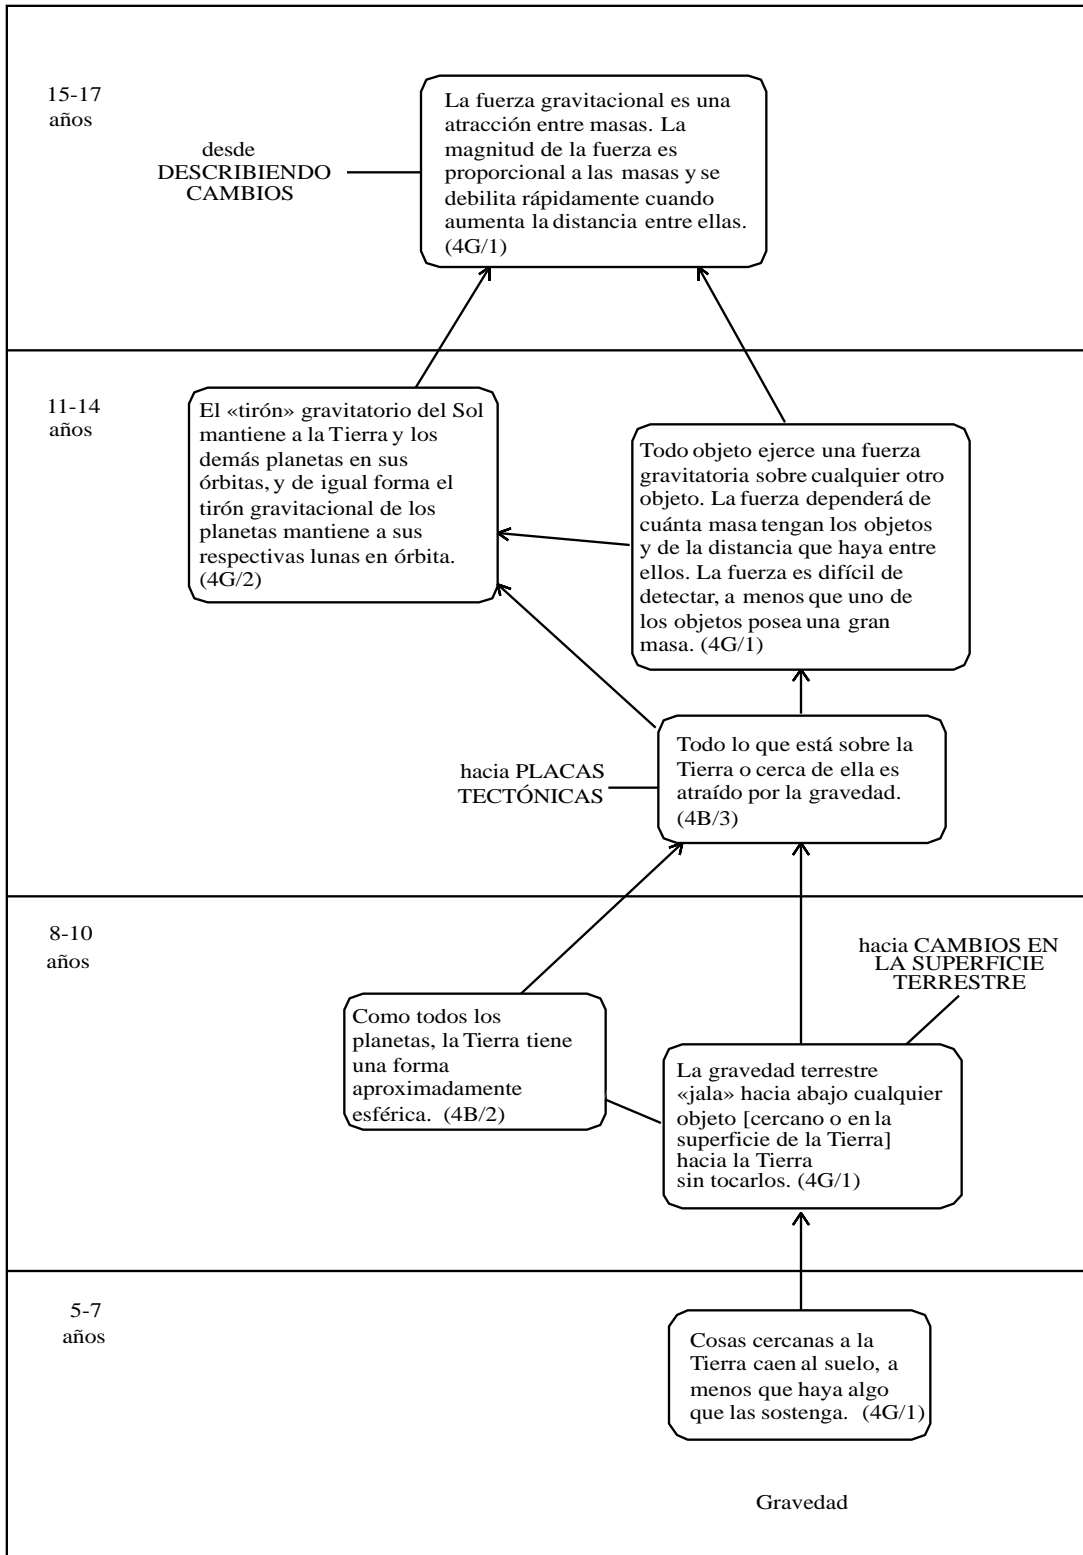 15-17
años
desde
DESCRIBIENDO
CAMBIOS
La fuerza gravitacional es una
atracción entre masas. La
magnitud de la fuerza es
proporcional a las masas y se
debilita rápidamente cuando
aumenta la distancia entre ellas.
(4G/1)
11-14
años
El «tirón» gravitatorio del Sol
mantiene a la Tierra y los
demás planetas en sus
órbitas, y de igual forma el
tirón gravitacional de los
planetas mantiene a sus
respectivas lunas en órbita.
(4G/2)
Todo objeto ejerce una fuerza
gravitatoria sobre cualquier otro
objeto. La fuerza dependerá de
cuánta masa tengan los objetos
y de la distancia que haya entre
ellos. La fuerza es difícil de
detectar, a menos que uno de
los objetos posea una gran
masa. (4G/1)
hacia PLACAS
TECTÓNICAS
Todo lo que está sobre la
Tierra o cerca de ella es
atraído por la gravedad.
(4B/3)
8-10
años
hacia CAMBIOS EN
LA SUPERFICIE
TERRESTRE
Como todos los
planetas, la Tierra tiene
una forma
aproximadamente
esférica. (4B/2)
La gravedad terrestre
«jala» hacia abajo cualquier
objeto [cercano o en la
superficie de la Tierra]
hacia la Tierra
sin tocarlos. (4G/1)
5-7
años
Cosas cercanas a la
Tierra caen al suelo, a
menos que haya algo
que las sostenga. (4G/1)
Gravedad